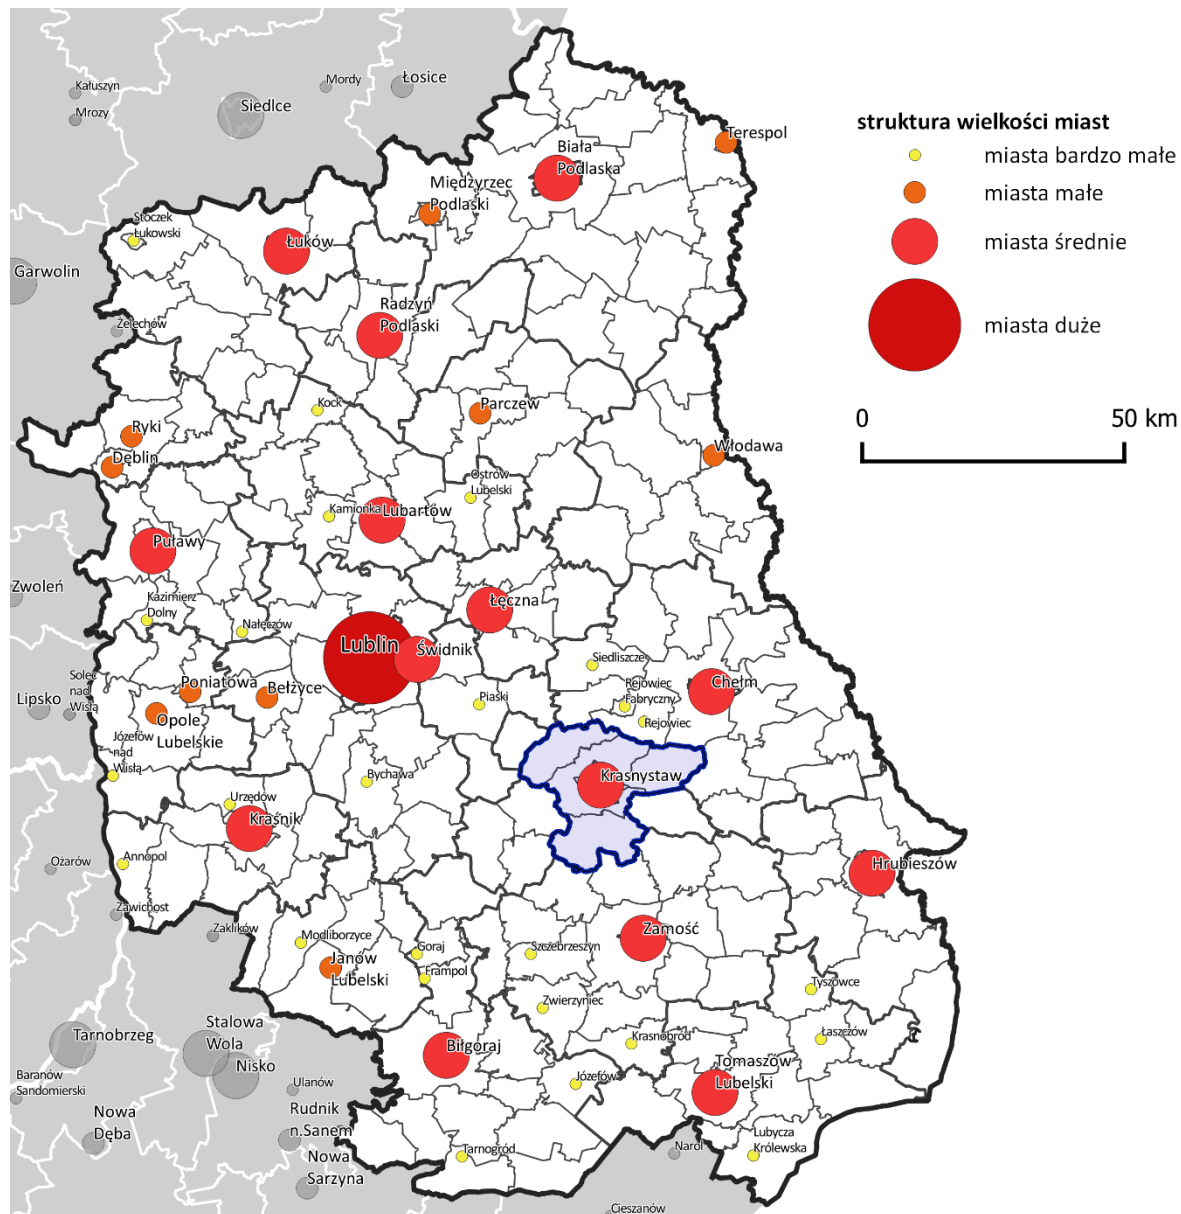 Kałuszyn
Mrozy
Mordy
Łosice
Siedlce
struktura wielkości miast
miasta bardzo małe
miasta małe
miasta średnie
miasta duże
0
50 km
Terespol
Biała
Podlaska
Międzyrzec
Podlaski
Stoczek
Łukowski
Łuków
Garwolin
Żelechów
Radzyń
Podlaski
Kock
Parczew
Ryki
Dęblin
Włodawa
Ostrów
Lubelski
Kamionka
Lubartów
Puławy
Zwoleń
Kazimierz
Dolny
Nałęczów
Łęczna
Lublin
Świdnik
Siedliszcze
Rejowiec
Fabryczny
Rejowiec
Chełm
Solec
nad
Wisłą
Lipsko
Poniatowa
Bełżyce
Opole
Lubelskie
Piaski
Józefów
nad
Wisłą
Bychawa
Krasnystaw
Urzędów
Kraśnik
Annopol
Ożarów
Zawichost
Zaklików
Hrubieszów
Modliborzyce
Janów
Lubelski
Goraj
Frampol
Szczebrzeszyn
Zamość
Zwierzyniec
Tyszowce
Łaszczów
Krasnobród
Tarnobrzeg
Stalowa
Wola
Nisko
Biłgoraj
Józefów
Tomaszów
Lubelski
Baranów
Sandomierski
Ulanów
Nowa
Dęba
Rudnik
n.Sanem
Nowa
Sarzyna
Tarnogród
Narol
Lubycza
Królewska
Cieszanów